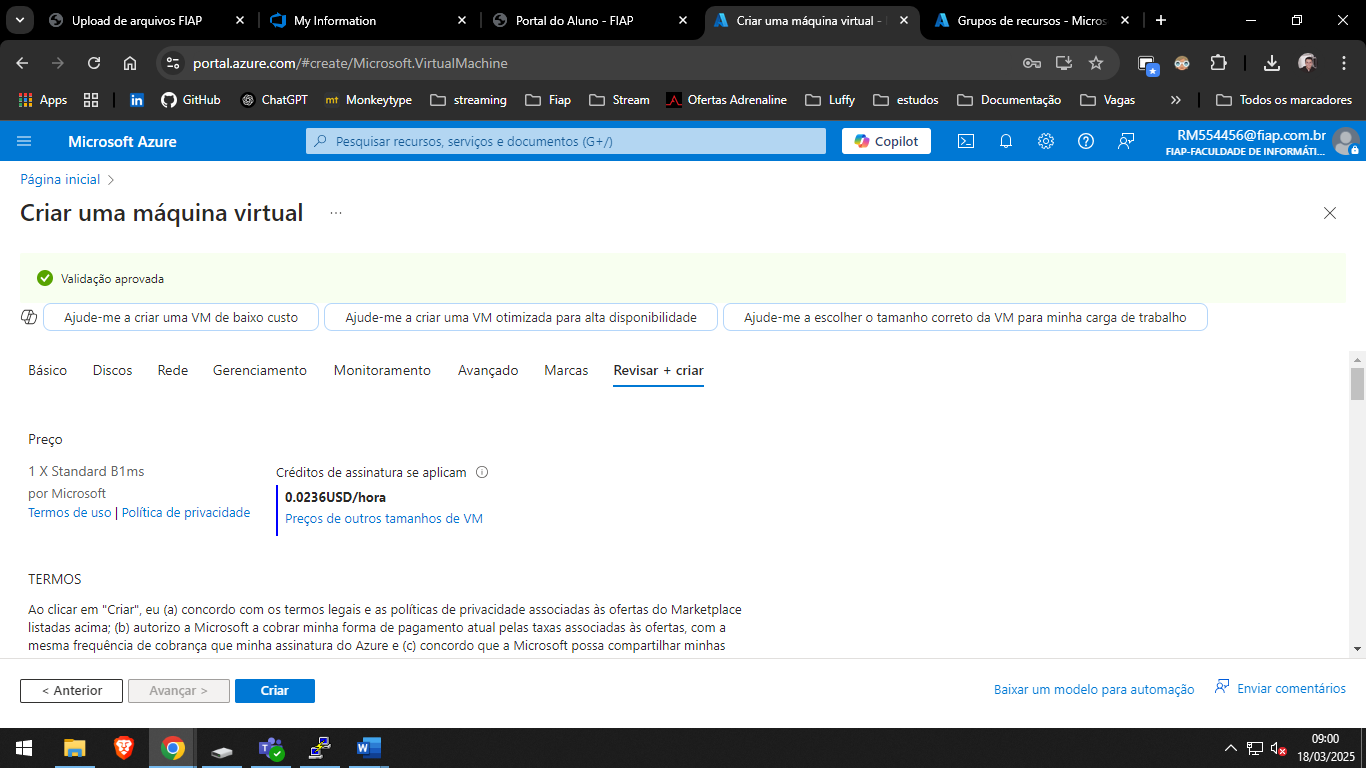 Upload de arquivos FIAP
My Information
Portal do Aluno - FIAP
Criar uma máquina virtual -
Grupos de recursos - Micros
portal.azure.com/#create/Microsoft.VirtualMachine
Apps
GitHub
ChatGPT
mt Monkeytype
streaming
Fiap
Stream
Ofertas Adrenaline
Luffy
estudos
Documentação
Vagas
Todos os marcadores
Microsoft Azure
Pesquisar recursos, serviços e documentos (G+/)
Copilot
RM554456@fiap.com.br
FIAP-FACULDADE DE INFORMÁTI...
Página inicial
Criar uma máquina virtual ...
Validação aprovada
Ajude-me a criar uma VM de baixo custo
Ajude-me a criar uma VM otimizada para alta disponibilidade
Ajude-me a escolher o tamanho correto da VM para minha carga de trabalho
Básico
Discos
Rede
Gerenciamento
Monitoramento
Avançado
Marcas
Revisar + criar
Preço
1 X Standard B1ms
por Microsoft
Termos de uso | Política de privacidade
Créditos de assinatura se aplicam
0.0236USD/hora
Preços de outros tamanhos de VM
TERMOS
Ao clicar em "Criar", eu (a) concordo com os termos legais e as políticas de privacidade associadas às ofertas do Marketplace
listadas acima; (b) autorizo a Microsoft a cobrar minha forma de pagamento atual pelas taxas associadas às ofertas, com a
mesma frequência de cobrança que minha assinatura do Azure e (c) concordo que a Microsoft possa compartilhar minhas
< Anterior
Avançar >
Criar
Baixar um modelo para automação
Enviar comentários
09:00
18/03/2025